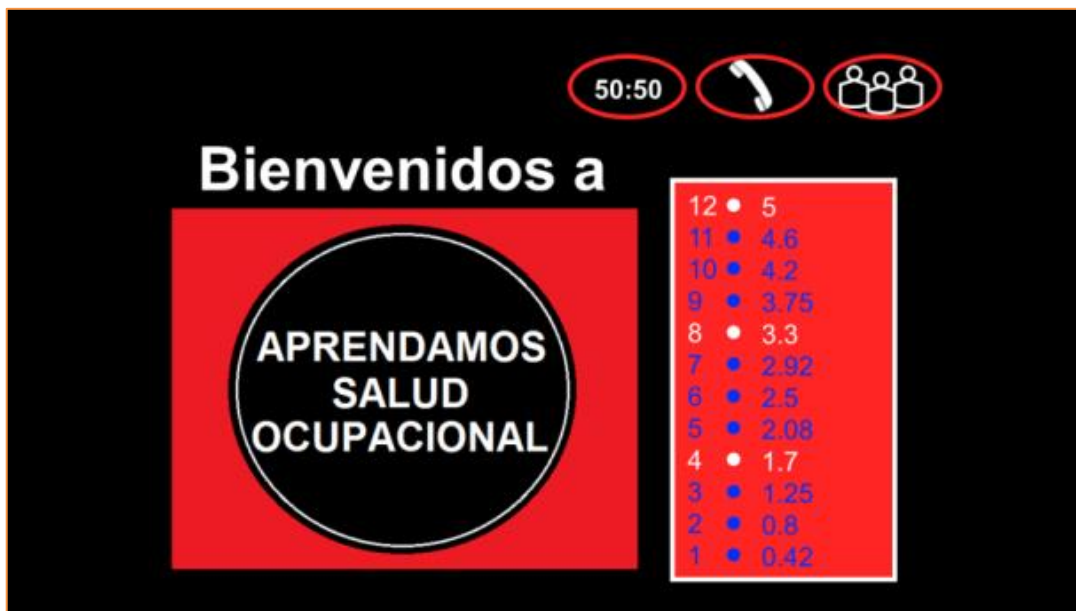 50:50
Bienvenidos a
APRENDAMOS
SALUD
OCUPACIONAL
12 • 5
11 • 4.6
10 • 4.2
9 • 3.75
8 • 3.3
7 • 2.92
6 • 2.5
5 • 2.08
4 • 1.7
3 • 1.25
2 • 0.8
1 • 0.42